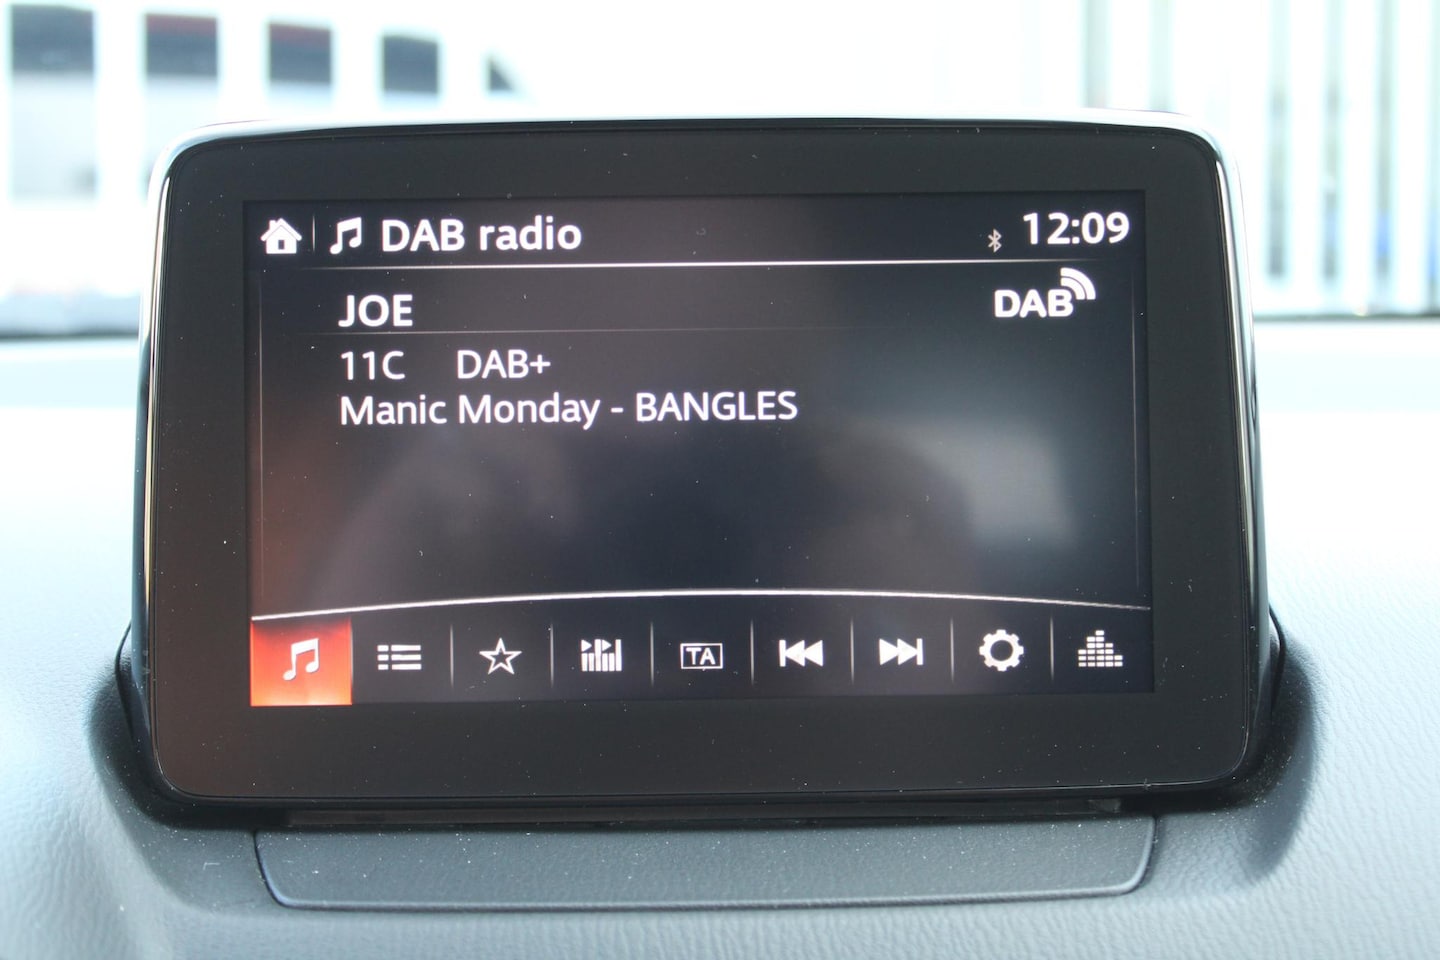 DAB radio 12:09
JOE DAB
11C DAB+
Manic Monday - BANGLES
TA